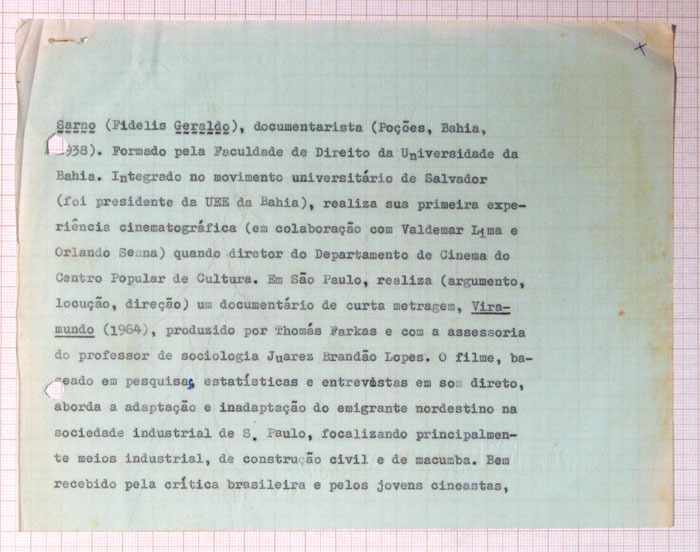 Sarno (Fidelis Geraldo), documentarista (Poções, Bahia,
1938). Formado pela Faculdade de Direito da Universidade da
Bahia. Integrado no movimento universitário de Salvador
(foi presidente da UEE da Bahia), realiza sua primeira expe-
riência cinematográfica (em colaboração com Valdemar Lima e
Orlando Senna) quando diretor do Departamento de Cinema do
Centro Popular de Cultura. Em São Paulo, realiza (argumento,
locução, direção) um documentário de curta metragem, Vira-
mundo (1964), produzido por Thomás Farkas e com a assessoria
do professor de sociologia Juarez Brandão Lopes. O filme, ba-
seado em pesquisas estatísticas e entrevistas em som direto,
aborda a adaptação e inadaptação do emigrante nordestino na
sociedade industrial de S. Paulo, focalizando principalmen-
te meios industrial, de construção civil e de macumba. Bem
recebido pela crítica brasileira e pelos jovens cineastas,